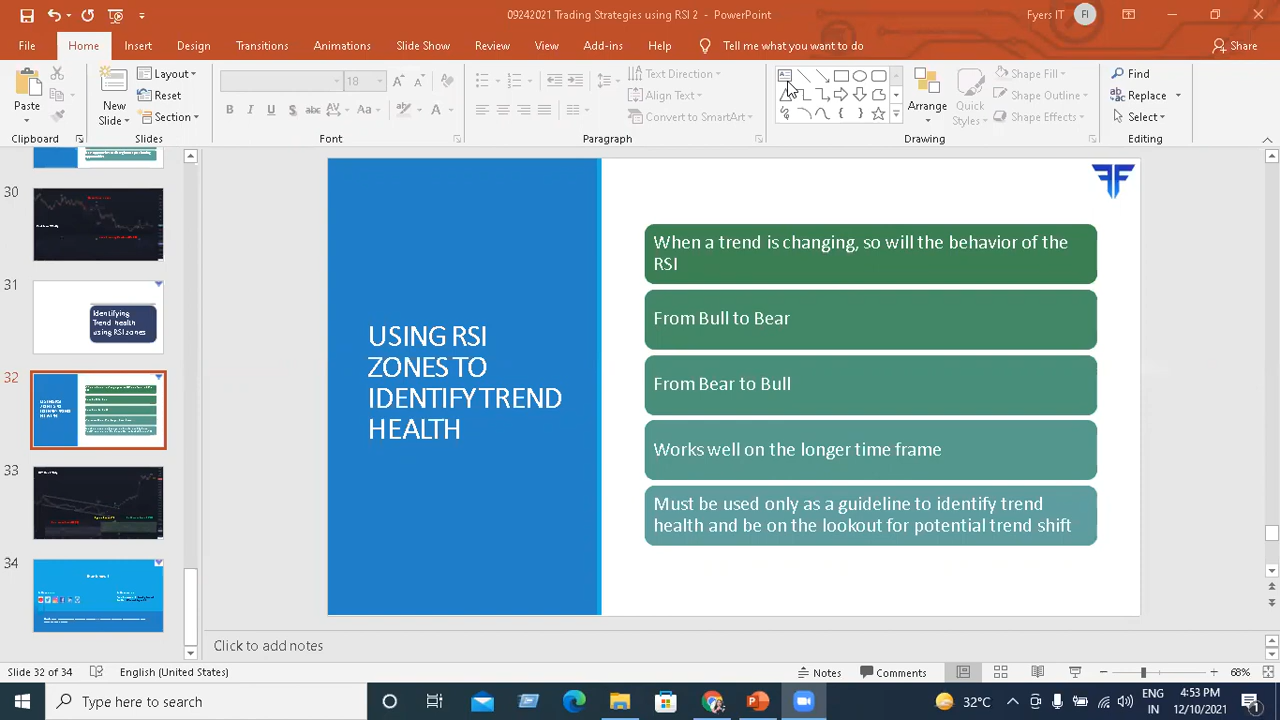 09242021 Trading Strategies using RSI 2 - PowerPoint
Fyers IT
FI
File
Home
Insert
Design
Transitions
Animations
Slide Show
Review
View
Add-ins
Help
Tell me what you want to do
Share
Paste
Clipboard
New
Slide
Layout
Reset
Section
Slides
18
Font
Text Direction
Align Text
Convert to SmartArt
Paragraph
Arrange
Quick
Styles
Shape Fill
Shape Outline
Shape Effects
Drawing
Find
Replace
Select
Editing
30
31
Identifying
Trend health
using RSI zones
32
33
34
USING RSI
ZONES TO
IDENTIFY TREND
HEALTH
When a trend is changing, so will the behavior of the
RSI
From Bull to Bear
From Bear to Bull
Works well on the longer time frame
Must be used only as a guideline to identify trend
health and be on the lookout for potential trend shift
Click to add notes
Slide 32 of 34
English (United States)
Notes
Comments
68%
Type here to search
32°C
ENG
IN
4:53 PM
12/10/2021
1